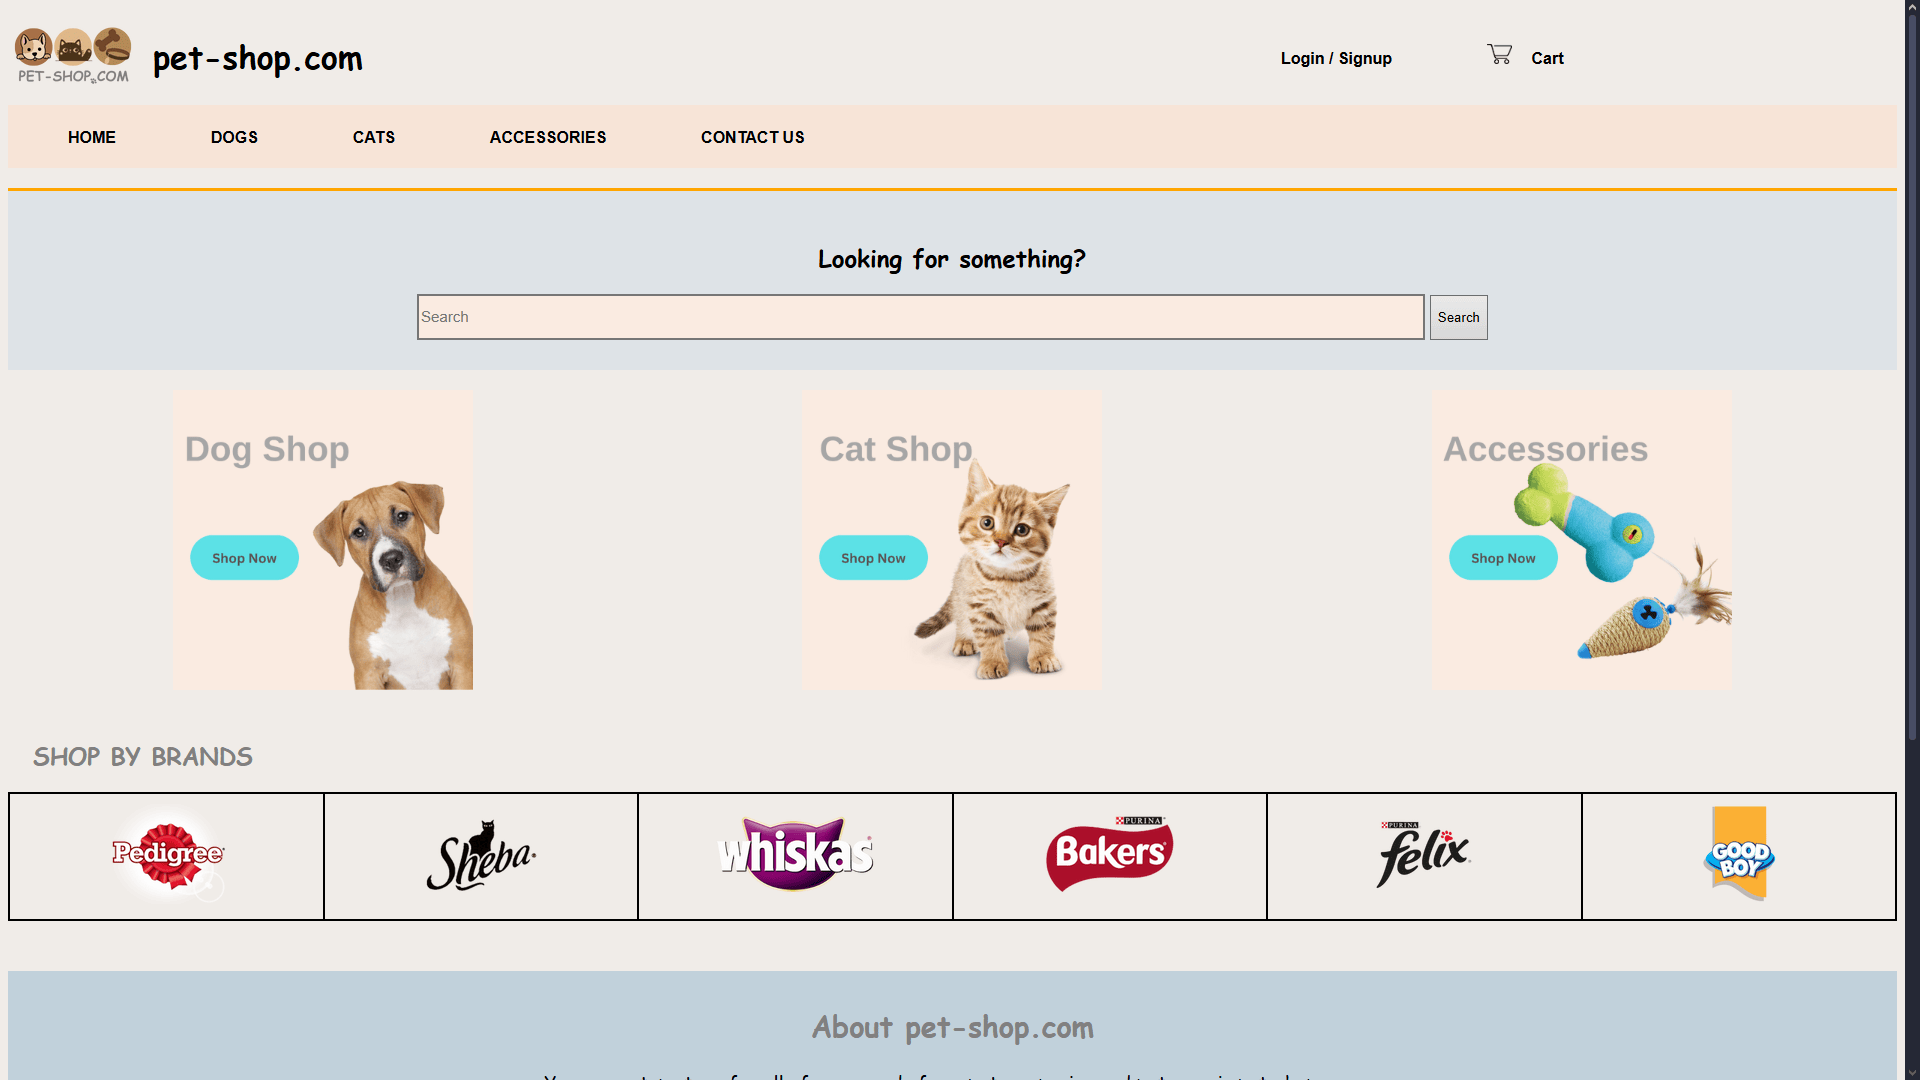 PET-SHOP.COM
pet-shop.com
Login / Signup
Cart
HOME DOGS CATS ACCESSORIES CONTACT US
Looking for something?
Search
Search
Dog Shop
Shop Now
Cat Shop
Shop Now
Accessories
Shop Now
SHOP BY BRANDS
Pedigree
Sheba
whiskas
PURINA
Bakers
PURINA
felix
GOOD
BOY
About pet-shop.com